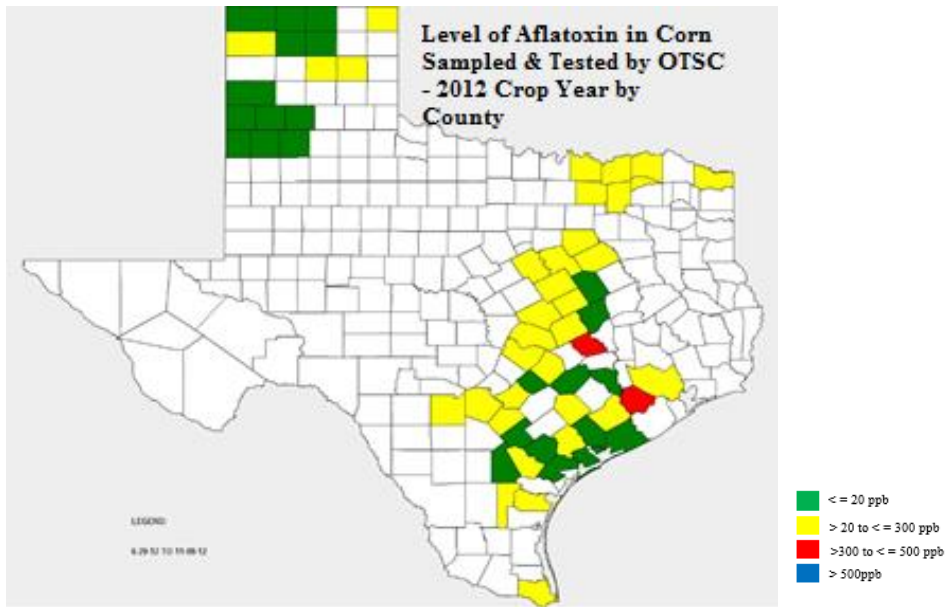 Level of Aflatoxin in Corn
Sampled & Tested by OTSC
- 2012 Crop Year by
County
LEGEND
< = 20 ppb
> 20 to < = 300 ppb
>300 to < = 500 ppb
> 500ppb